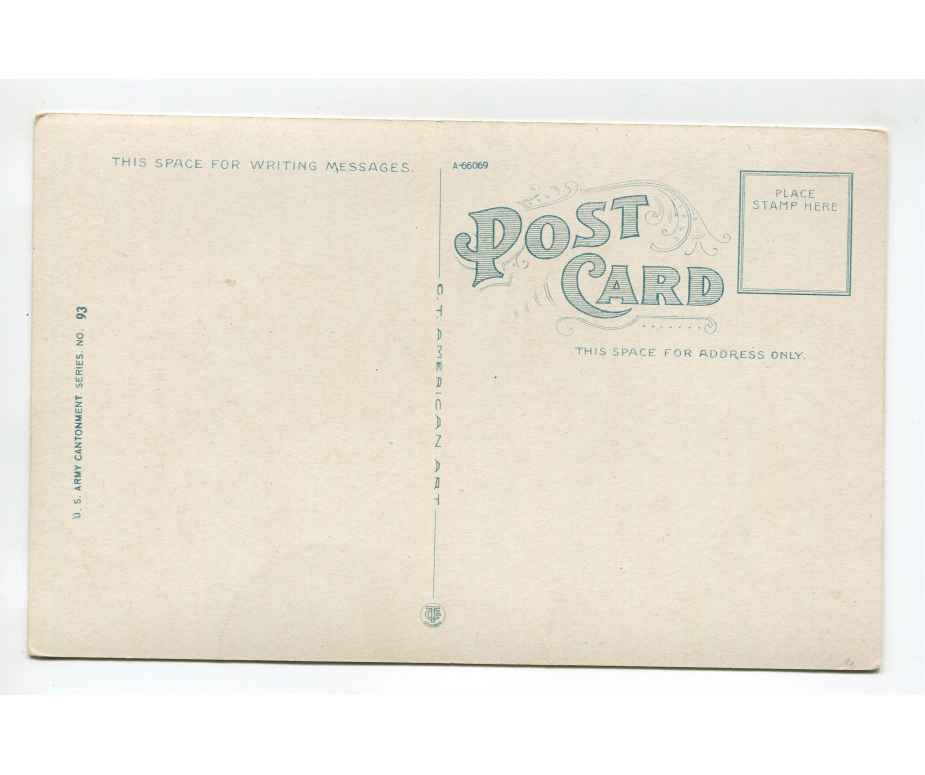 THIS SPACE FOR WRITING MESSAGES.
A-66069
POST
CARD
PLACE
STAMP HERE
THIS SPACE FOR ADDRESS ONLY.
U. S. ARMY CANTONMENT SERIES. NO. 93
C. T. AMERICAN ART